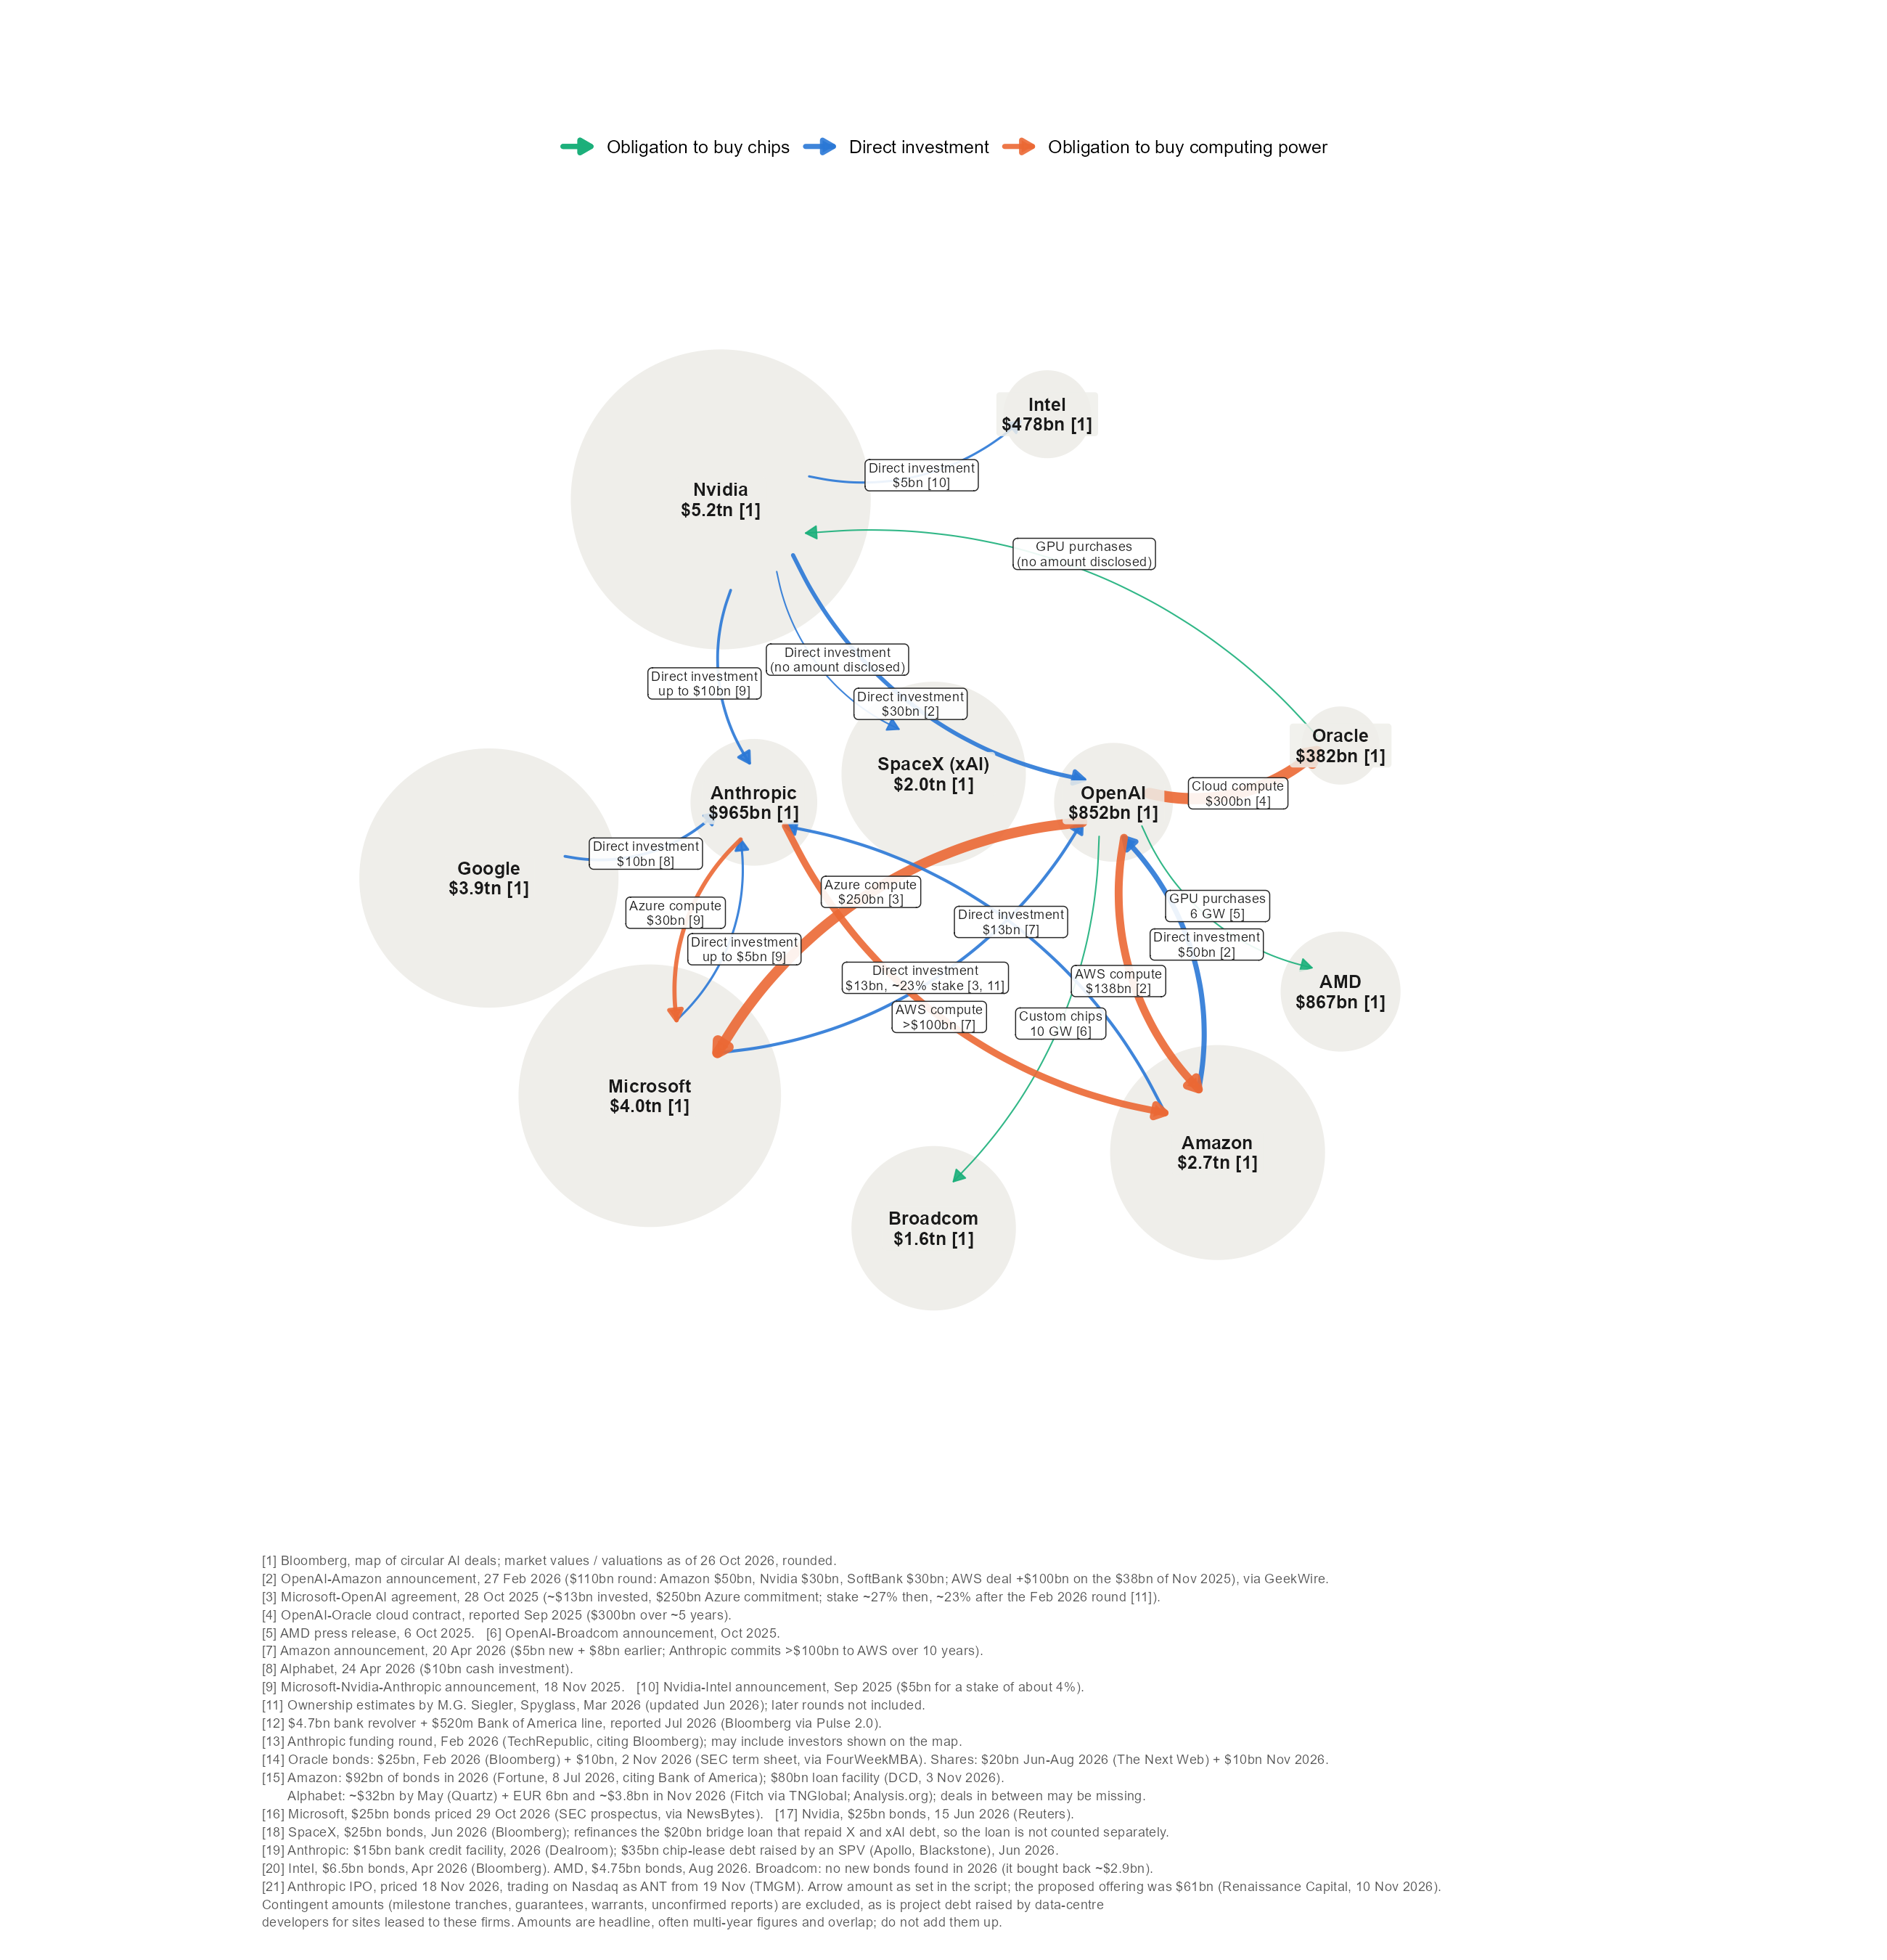 Obligation to buy chips
Direct investment
Obligation to buy computing power
Intel
$478bn [1]
Direct investment
$5bn [10]
Nvidia
$5.2tn [1]
GPU purchases
(no amount disclosed)
Direct investment
(no amount disclosed)
Direct investment
up to $10bn [9]
Direct investment
$30bn [2]
Oracle
$382bn [1]
SpaceX (xAI)
$2.0tn [1]
Anthropic
$965bn [1]
OpenAI
$852bn [1]
Cloud compute
$300bn [4]
Direct investment
$10bn [8]
Google
$3.9tn [1]
Azure compute
$250bn [3]
Azure compute
$30bn [9]
GPU purchases
6 GW [5]
Direct investment
$13bn [7]
Direct investment
up to $5bn [9]
Direct investment
$50bn [2]
Direct investment
$13bn, ~23% stake [3, 11]
AWS compute
$138bn [2]
AMD
$867bn [1]
AWS compute
>$100bn [7]
Custom chips
10 GW [6]
Microsoft
$4.0tn [1]
Amazon
$2.7tn [1]
Broadcom
$1.6tn [1]
[1] Bloomberg, map of circular AI deals; market values / valuations as of 26 Oct 2026, rounded.
[2] OpenAI-Amazon announcement, 27 Feb 2026 ($110bn round: Amazon $50bn, Nvidia $30bn, SoftBank $30bn; AWS deal +$100bn on the $38bn of Nov 2025), via GeekWire.
[3] Microsoft-OpenAI agreement, 28 Oct 2025 (~$13bn invested, $250bn Azure commitment; stake ~27% then, ~23% after the Feb 2026 round [11]).
[4] OpenAI-Oracle cloud contract, reported Sep 2025 ($300bn over ~5 years).
[5] AMD press release, 6 Oct 2025.   [6] OpenAI-Broadcom announcement, Oct 2025.
[7] Amazon announcement, 20 Apr 2026 ($5bn new + $8bn earlier; Anthropic commits >$100bn to AWS over 10 years).
[8] Alphabet, 24 Apr 2026 ($10bn cash investment).
[9] Microsoft-Nvidia-Anthropic announcement, 18 Nov 2025.   [10] Nvidia-Intel announcement, Sep 2025 ($5bn for a stake of about 4%).
[11] Ownership estimates by M.G. Siegler, Spyglass, Mar 2026 (updated Jun 2026); later rounds not included.
[12] $4.7bn bank revolver + $520m Bank of America line, reported Jul 2026 (Bloomberg via Pulse 2.0).
[13] Anthropic funding round, Feb 2026 (TechRepublic, citing Bloomberg); may include investors shown on the map.
[14] Oracle bonds: $25bn, Feb 2026 (Bloomberg) + $10bn, 2 Nov 2026 (SEC term sheet, via FourWeekMBA). Shares: $20bn Jun-Aug 2026 (The Next Web) + $10bn Nov 2026.
[15] Amazon: $92bn of bonds in 2026 (Fortune, 8 Jul 2026, citing Bank of America); $80bn loan facility (DCD, 3 Nov 2026).
Alphabet: ~$32bn by May (Quartz) + EUR 6bn and ~$3.8bn in Nov 2026 (Fitch via TNGlobal; Analysis.org); deals in between may be missing.
[16] Microsoft, $25bn bonds priced 29 Oct 2026 (SEC prospectus, via NewsBytes).   [17] Nvidia, $25bn bonds, 15 Jun 2026 (Reuters).
[18] SpaceX, $25bn bonds, Jun 2026 (Bloomberg); refinances the $20bn bridge loan that repaid X and xAI debt, so the loan is not counted separately.
[19] Anthropic: $15bn bank credit facility, 2026 (Dealroom); $35bn chip-lease debt raised by an SPV (Apollo, Blackstone), Jun 2026.
[20] Intel, $6.5bn bonds, Apr 2026 (Bloomberg). AMD, $4.75bn bonds, Aug 2026. Broadcom: no new bonds found in 2026 (it bought back ~$2.9bn).
[21] Anthropic IPO, priced 18 Nov 2026, trading on Nasdaq as ANT from 19 Nov (TMGM). Arrow amount as set in the script; the proposed offering was $61bn (Renaissance Capital, 10 Nov 2026).
Contingent amounts (milestone tranches, guarantees, warrants, unconfirmed reports) are excluded, as is project debt raised by data-centre
developers for sites leased to these firms. Amounts are headline, often multi-year figures and overlap; do not add them up.